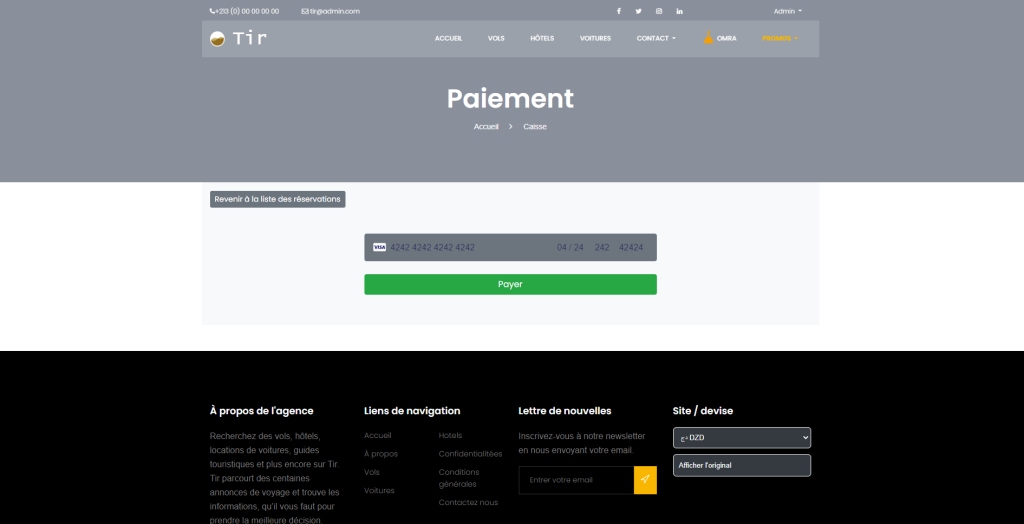 +213 (0) 00 00 00 00
tir@admin.com
Admin
Tir
ACCUEIL
VOLS
HÔTELS
VOITURES
CONTACT
OMRA
PROMOS
Paiement
Accueil > Caisse
Revenir à la liste des réservations
VISA 4242 4242 4242 4242 04 / 24 242 42424
Payer
À propos de l'agence
Recherchez des vols, hôtels,
locations de voitures, guides
touristiques et plus encore sur Tir.
Tir parcourt des centaines
annonces de voyage et trouve les
informations, qu'il vous faut pour
prendre la meilleure décision.
Liens de navigation
Accueil
À propos
Vols
Voitures
Hotels
Confidentialitées
Conditions
générales
Contactez nous
Lettre de nouvelles
Inscrivez-vous à notre newsletter
en nous envoyant votre email.
Entrer votre email
Site / devise
دج DZD
Afficher l'original